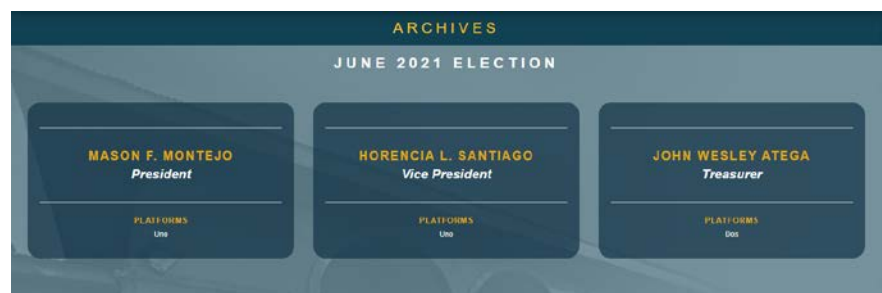 ARCHIVES
JUNE 2021 ELECTION
MASON F. MONTEJO
President
PLATFORMS
Uno
HORENCIA L. SANTIAGO
Vice President
PLATFORMS
Uno
JOHN WESLEY ATEGA
Treasurer
PLATFORMS
Dos